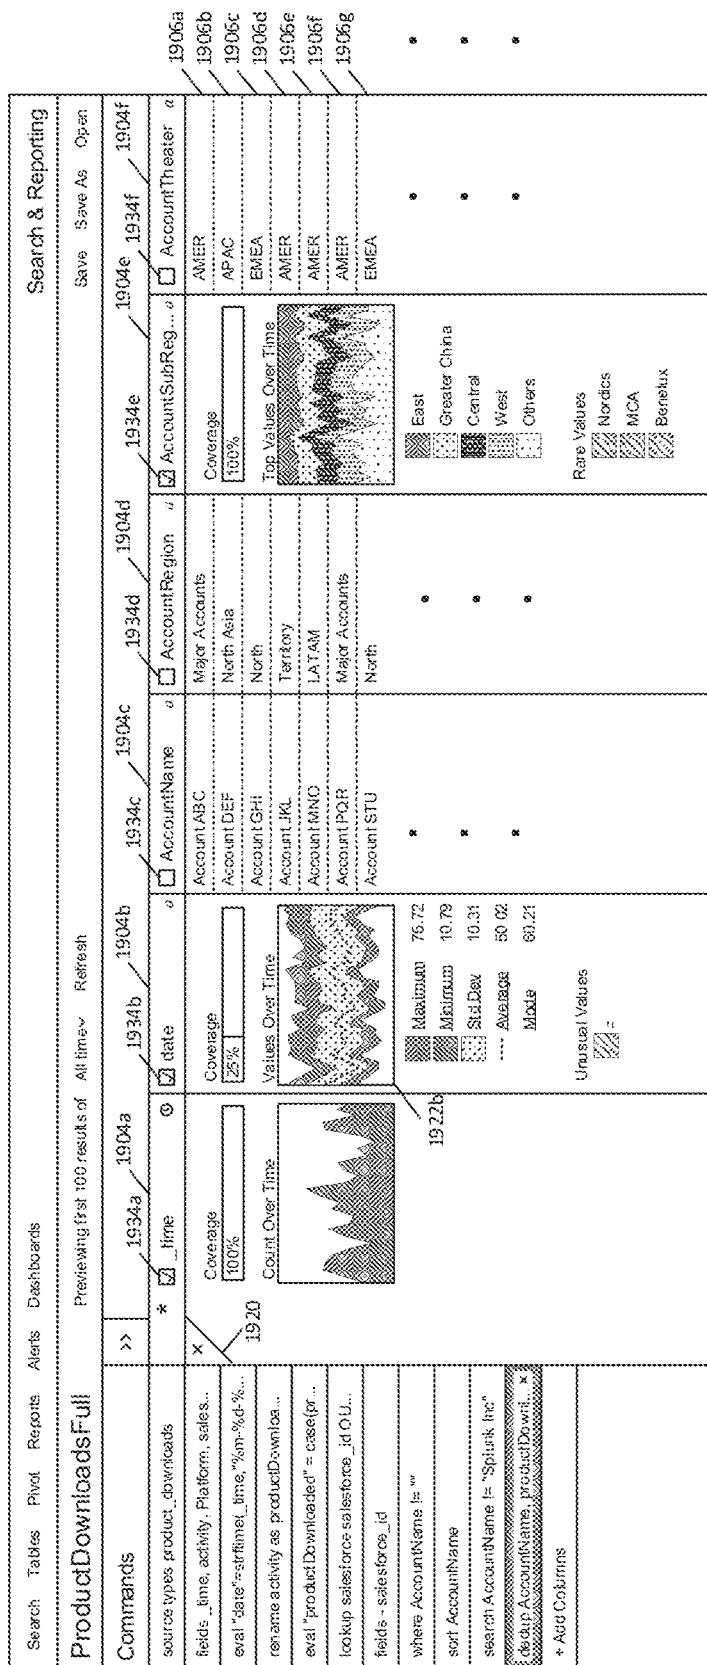 Search Tables Pivot Reports Alerts Dashboards
Search & Reporting
ProductDownloadsFull
Previewing first 100 results of All time Refresh
Save Save As Open
Commands
>>
1934a 1904a 1934b 1904b 1934c 1904c 1934d 1904d 1934e 1904e 1934f 1904f
* _time
a date
a AccountName
a AccountRegion
a AccountSubReg...
a AccountTheater
source types product_downloads
fields _time, activity, Platform, sales...
eval "date"=strftime(_time,"%m-%d-%...
rename activity as productDownloa...
eval "productDownloaded" = case(pr...
lookup salesforce salesforce_id OU...
fields - salesforce_id
where AccountName != ""
sort AccountName
search AccountName != "Splunk Inc"
dedup AccountName, productDownl... ×
+ Add Columns
×
1920
Coverage
100%
Count Over Time
Coverage
25%
Values Over Time
1922b
Maximum 76.72
Minimum 10.79
Std Dev 10.31
Average 50.02
Mode 60.21
Unusual Values
Account ABC
Account DEF
Account GHI
Account JKL
Account MNO
Account PQR
Account STU
Major Accounts
North Asia
North
Territory
LATAM
Major Accounts
North
Coverage
100%
Top Values Over Time
East
Greater China
Central
West
Others
Rare Values
Nordics
MCA
Benelux
AMER
APAC
EMEA
AMER
AMER
AMER
EMEA
1906a
1906b
1906c
1906d
1906e
1906f
1906g